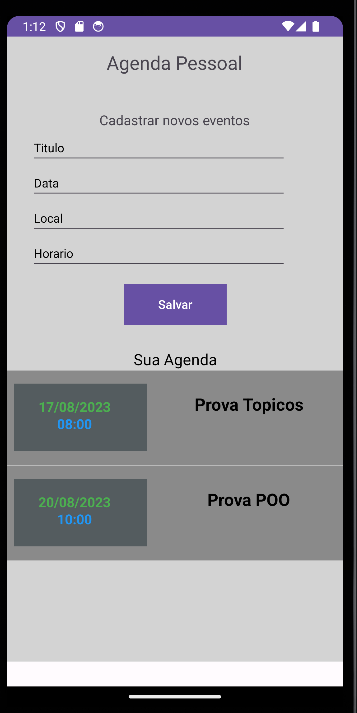 1:12
Agenda Pessoal
Cadastrar novos eventos
Titulo
Data
Local
Horario
Salvar
Sua Agenda
17/08/2023
08:00
Prova Topicos
20/08/2023
10:00
Prova POO